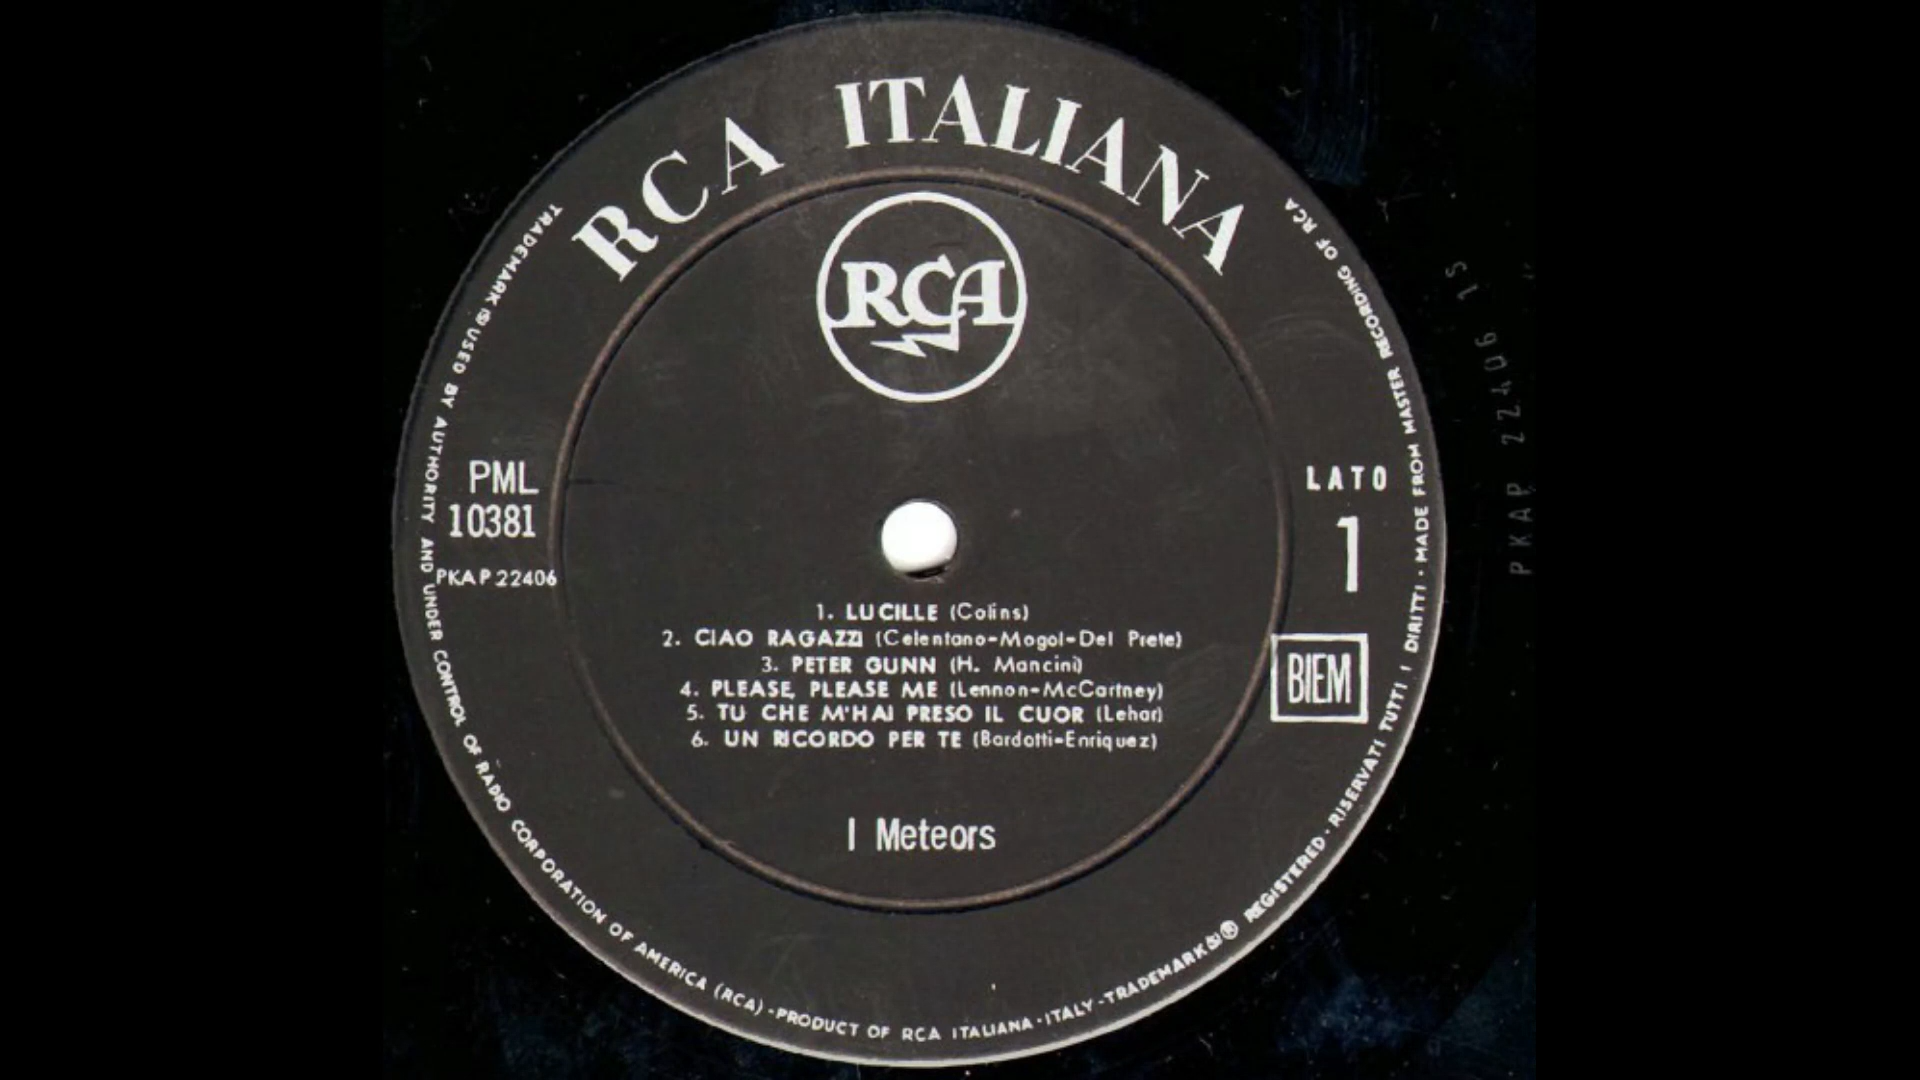 RCA ITALIANA
RCA
TRADEMARK (S) USED BY AUTHORITY AND UNDER CONTROL OF RADIO CORPORATION OF AMERICA (RCA) - PRODUCT OF RCA ITALIANA - ITALY - TRADEMARK(S) ® REGISTERED · RISERVATI TUTTI I DIRITTI · MADE FROM MASTER RECORDING OF RCA
PML
10381
PKAP 22406
LATO
1
BIEM
1. LUCILLE (Colins)
2. CIAO RAGAZZI (Celentano-Mogol-Del Prete)
3. PETER GUNN (H. Mancini)
4. PLEASE, PLEASE ME (Lennon-McCartney)
5. TU CHE M'HAI PRESO IL CUOR (Lehar)
6. UN RICORDO PER TE (Bardotti-Enriquez)
I Meteors
PKAP 22406 1S